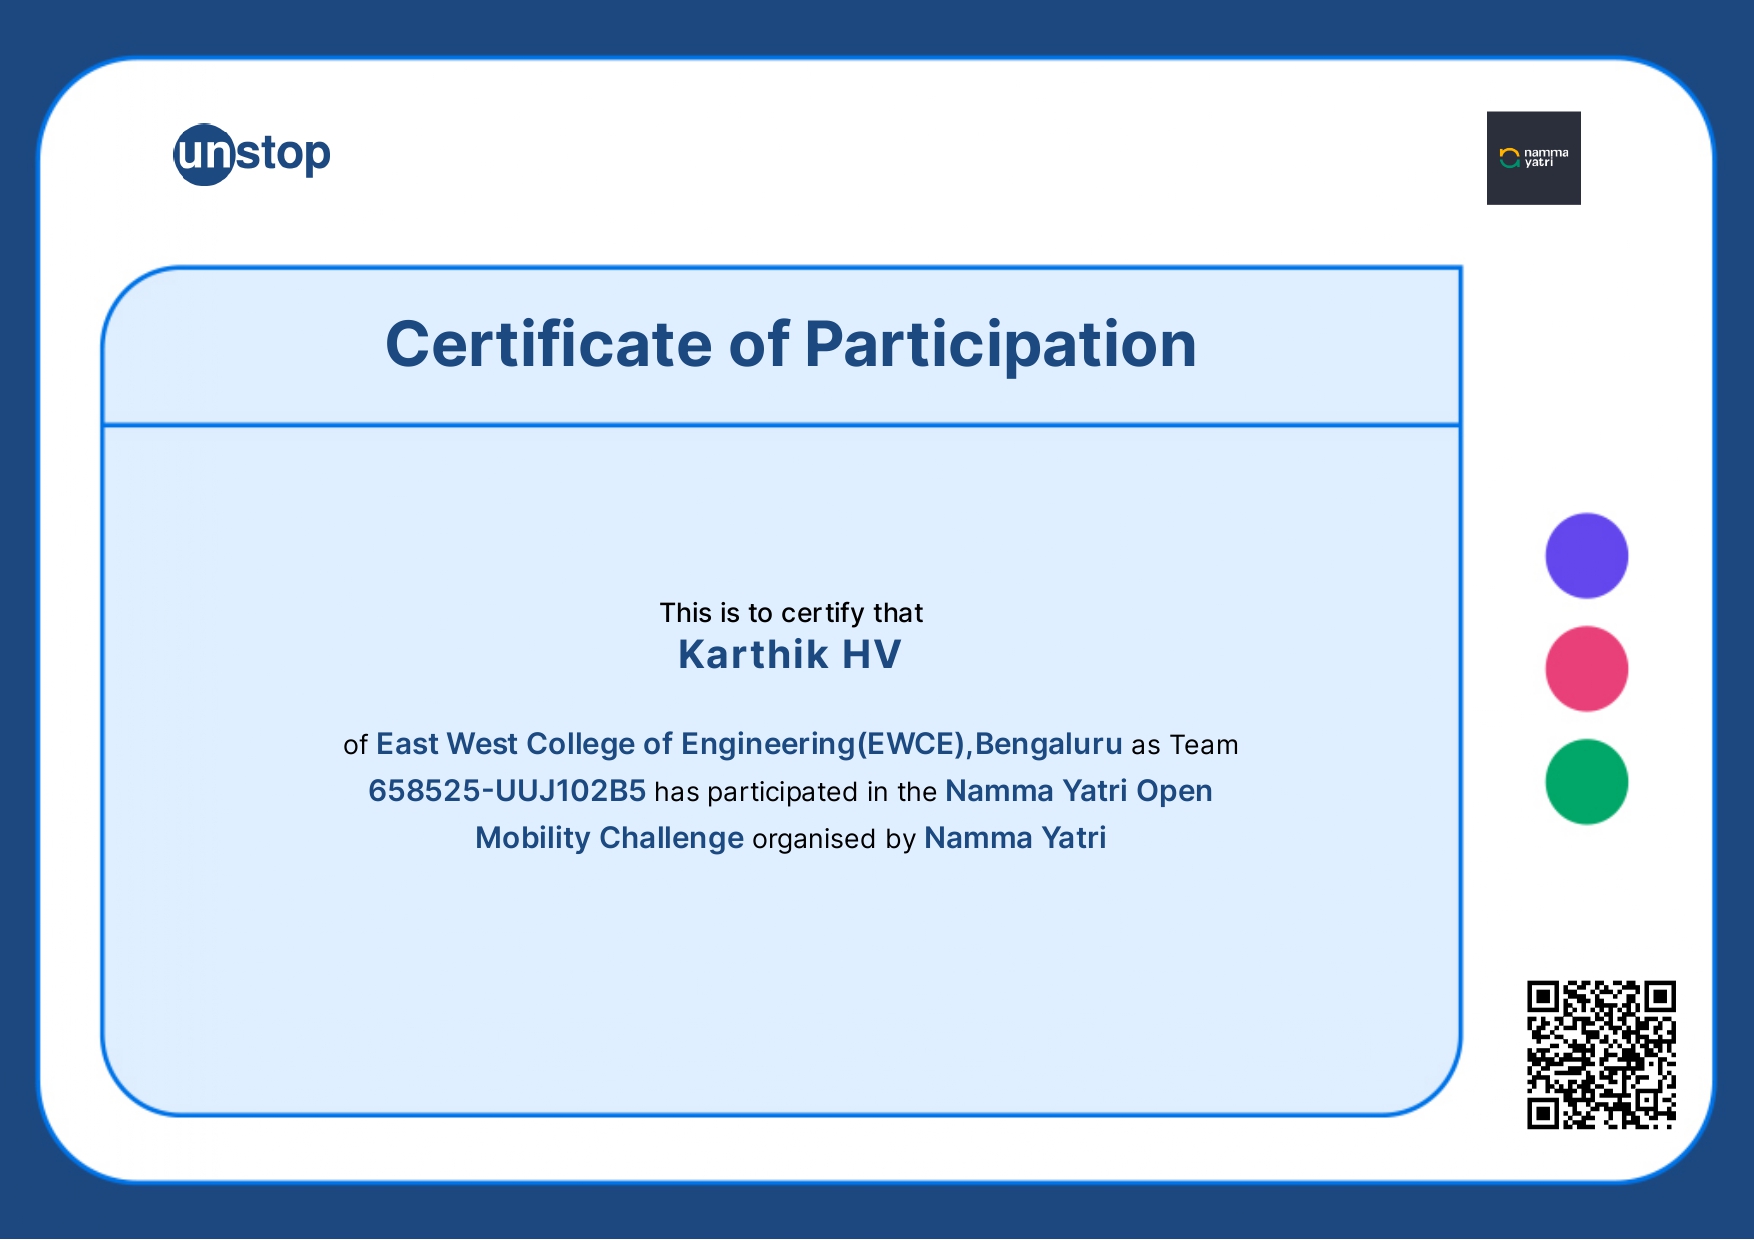 unstop
namma
yatri
Certificate of Participation
This is to certify that
Karthik HV
of East West College of Engineering(EWCE),Bengaluru as Team
658525-UUJ102B5 has participated in the Namma Yatri Open
Mobility Challenge organised by Namma Yatri